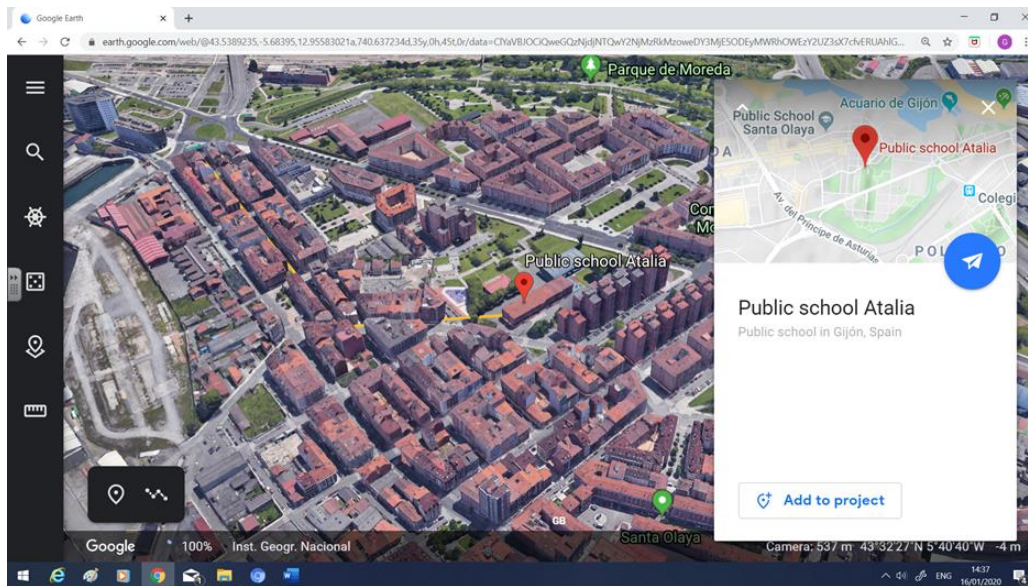 Google Earth
earth.google.com/web/@43.5389235,-5.68395,12.95583021a,740.637234d,35y,0h,45t,0r/data=
Parque de Moreda
Public school Atalia
Santa Olaya
GB
Acuario de Gijón
Public School
Santa Olaya
Public school Atalia
Colegi
Av. del Príncipe de Asturias
Public school Atalia
Public school in Gijón, Spain
Add to project
Google
100%
Inst. Geogr. Nacional
Camera: 537 m 43°32'27"N 5°40'40"W -4 m
ENG
14:37
16/01/2020